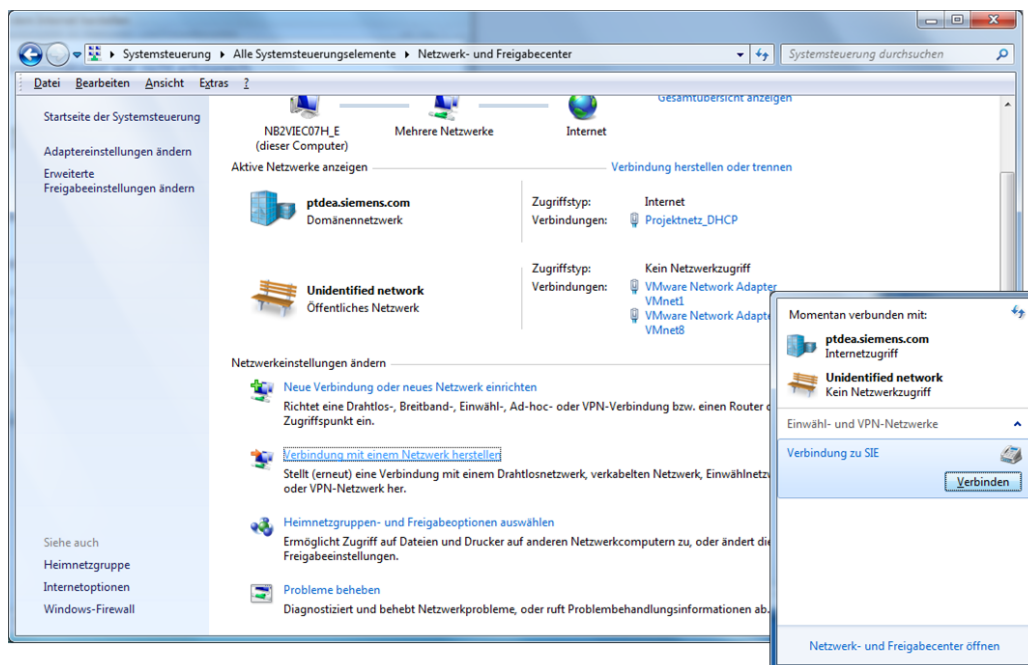 Systemsteuerung Alle Systemsteuerungselemente Netzwerk- und Freigabecenter
Systemsteuerung durchsuchen
Datei Bearbeiten Ansicht Extras ?
Startseite der Systemsteuerung
Adaptereinstellungen ändern
Erweiterte
Freigabeeinstellungen ändern
Gesamtübersicht anzeigen
NB2VIEC07H_E
(dieser Computer)
Mehrere Netzwerke
Internet
Aktive Netzwerke anzeigen
Verbindung herstellen oder trennen
ptdea.siemens.com
Domänennetzwerk
Zugriffstyp: Internet
Verbindungen: Projektnetz_DHCP
Unidentified network
Öffentliches Netzwerk
Zugriffstyp: Kein Netzwerkzugriff
Verbindungen: VMware Network Adapter
VMnet1
VMware Network Adapte
VMnet8
Netzwerkeinstellungen ändern
Neue Verbindung oder neues Netzwerk einrichten
Richtet eine Drahtlos-, Breitband-, Einwähl-, Ad-hoc- oder VPN-Verbindung bzw. einen Router
Zugriffspunkt ein.
Verbindung mit einem Netzwerk herstellen
Stellt (erneut) eine Verbindung mit einem Drahtlosnetzwerk, verkabelten Netzwerk, Einwählnetz
oder VPN-Netzwerk her.
Heimnetzgruppen- und Freigabeoptionen auswählen
Ermöglicht Zugriff auf Dateien und Drucker auf anderen Netzwerkcomputern zu, oder ändert die
Freigabeeinstellungen.
Probleme beheben
Diagnostiziert und behebt Netzwerkprobleme, oder ruft Problembehandlungsinformationen ab.
Siehe auch
Heimnetzgruppe
Internetoptionen
Windows-Firewall
Momentan verbunden mit:
ptdea.siemens.com
Internetzugriff
Unidentified network
Kein Netzwerkzugriff
Einwähl- und VPN-Netzwerke
Verbindung zu SIE
Verbinden
Netzwerk- und Freigabecenter öffnen